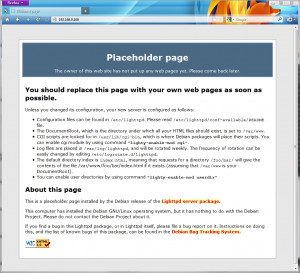 Placeholder page
The owner of this web site has not put up any web pages yet. Please come back later.
You should replace this page with your own web pages as soon as
possible.
Unless you changed its configuration, your new server is configured as follows:
Configuration files can be found in /etc/lighttpd. Please read /etc/lighttpd/conf-available/README
file.
The DocumentRoot, which is the directory under which all your HTML files should exist, is set to /var/www.
CGI scripts are looked for in /usr/lib/cgi-bin, which is where Debian packages will place their scripts. You
can enable cgi module by using command "lighty-enable-mod cgi".
Log files are placed in /var/log/lighttpd, and will be rotated weekly. The frequency of rotation can be
easily changed by editing /etc/logrotate.d/lighttpd.
The default directory index is index.html, meaning that requests for a directory /foo/bar/ will give the
contents of the file /var/www/foo/bar/index.html if it exists (assuming that /var/www is your
DocumentRoot).
You can enable user directories by using command "lighty-enable-mod userdir"
About this page
This is a placeholder page installed by the Debian release of the Lighttpd server package.
This computer has installed the Debian GNU/Linux operating system, but it has nothing to do with the Debian
Project. Please do not contact the Debian Project about it.
If you find a bug in this Lighttpd package, or in Lighttpd itself, please file a bug report on it. Instructions on doing
this, and the list of known bugs of this package, can be found in the Debian Bug Tracking System.